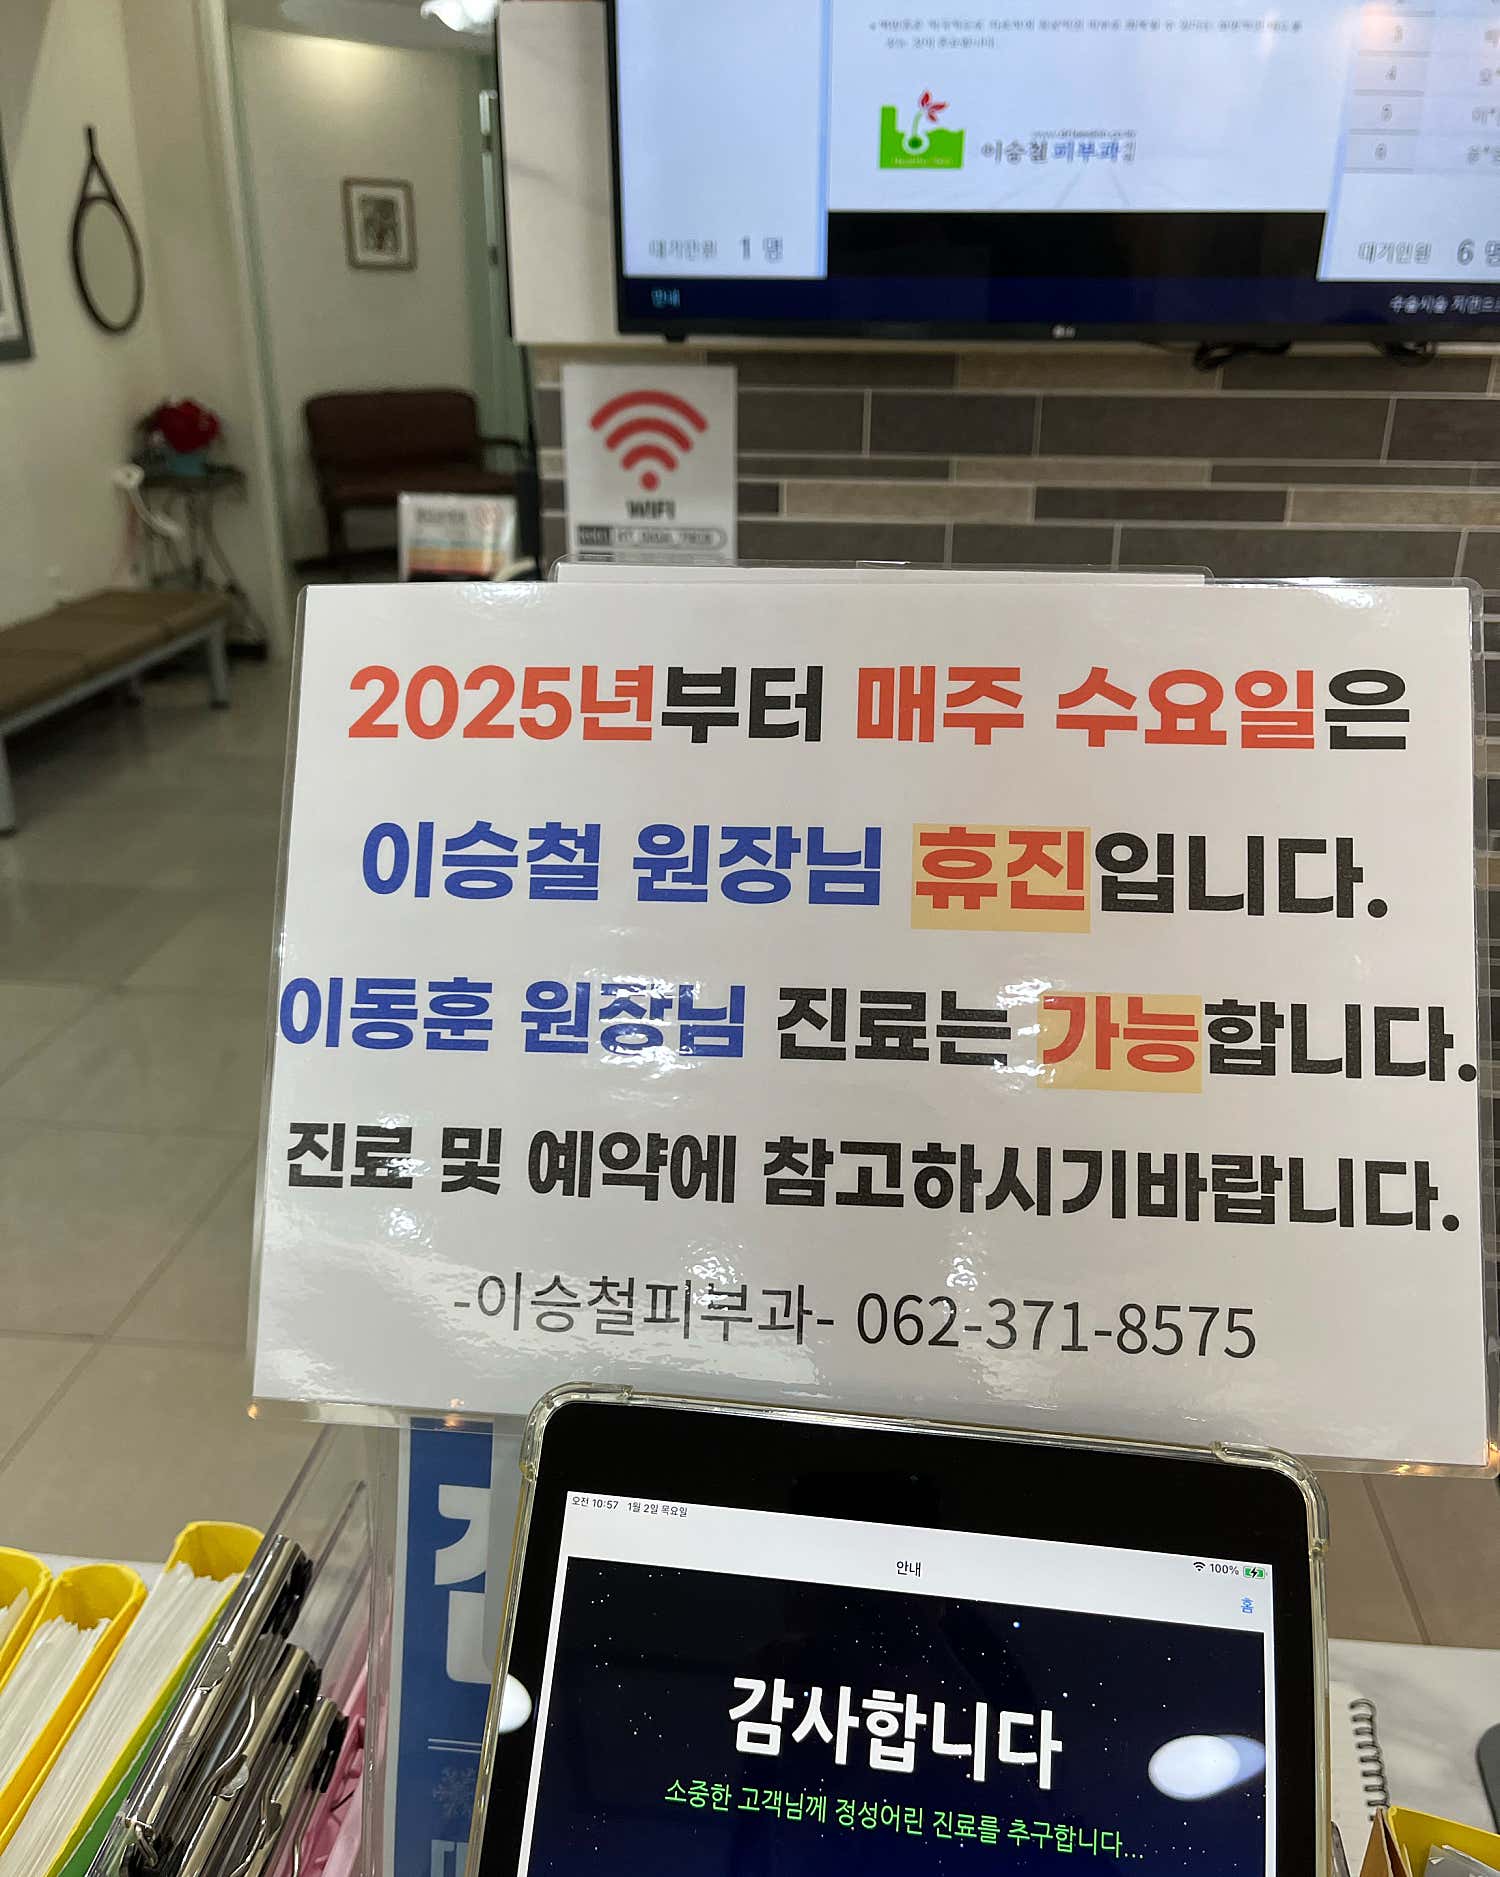 이승철피부과
대기인원 1 명
대기인원 6 명
안내
WIFI
2025년부터 매주 수요일은
이승철 원장님 휴진입니다.
이동훈 원장님 진료는 가능합니다.
진료 및 예약에 참고하시기바랍니다.
-이승철피부과- 062-371-8575
오전 10:57 1월 2일 목요일
100%
안내
홈
감사합니다
소중한 고객님께 정성어린 진료를 추구합니다...